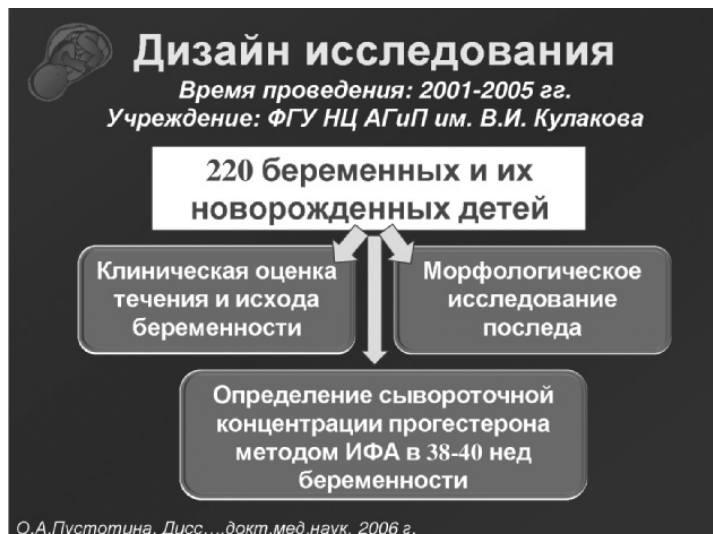 Дизайн исследования
Время проведения: 2001-2005 гг.
Учреждение: ФГУ НЦ АГиП им. В.И. Кулакова
220 беременных и их
новорожденных детей
Клиническая оценка
течения и исхода
беременности
Морфологическое
исследование
последа
Определение сывороточной
концентрации прогестерона
методом ИФА в 38-40 нед
беременности
О.А.Пустотина. Дисс....докт.мед.наук. 2006 г.